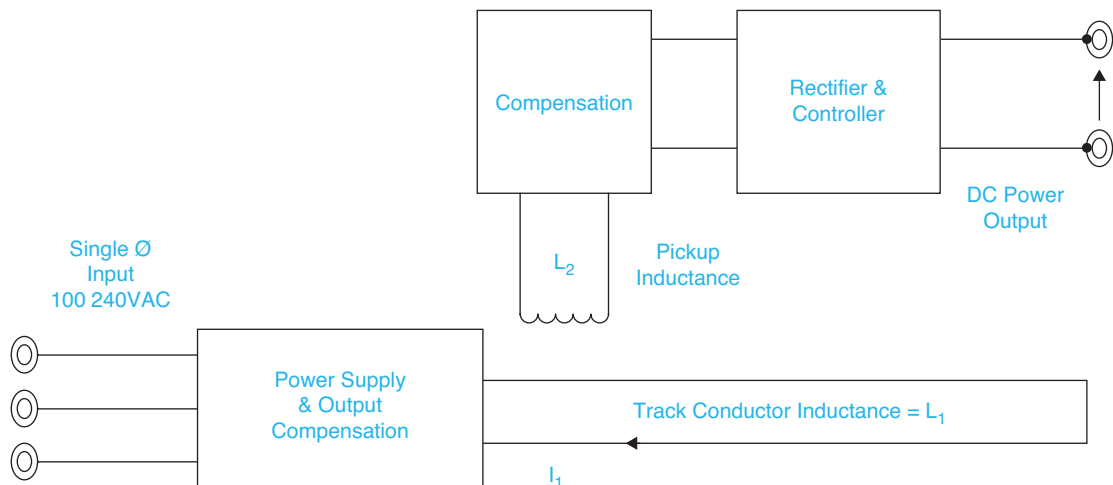 Compensation
Rectifier &
Controller
DC Power
Output
Single Ø
Input
100 240VAC
L2
Pickup
Inductance
Power Supply
& Output
Compensation
Track Conductor Inductance = L1
I1